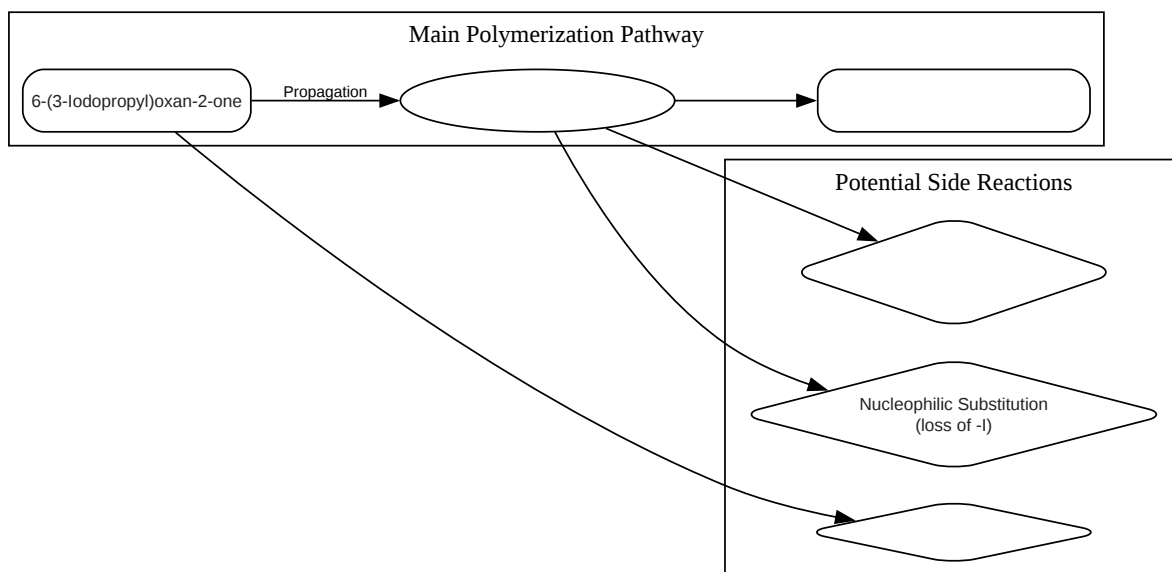 Main Polymerization Pathway
6-(3-Iodopropyl)oxan-2-one
Propagation
Potential Side Reactions
Nucleophilic Substitution
(loss of -I)